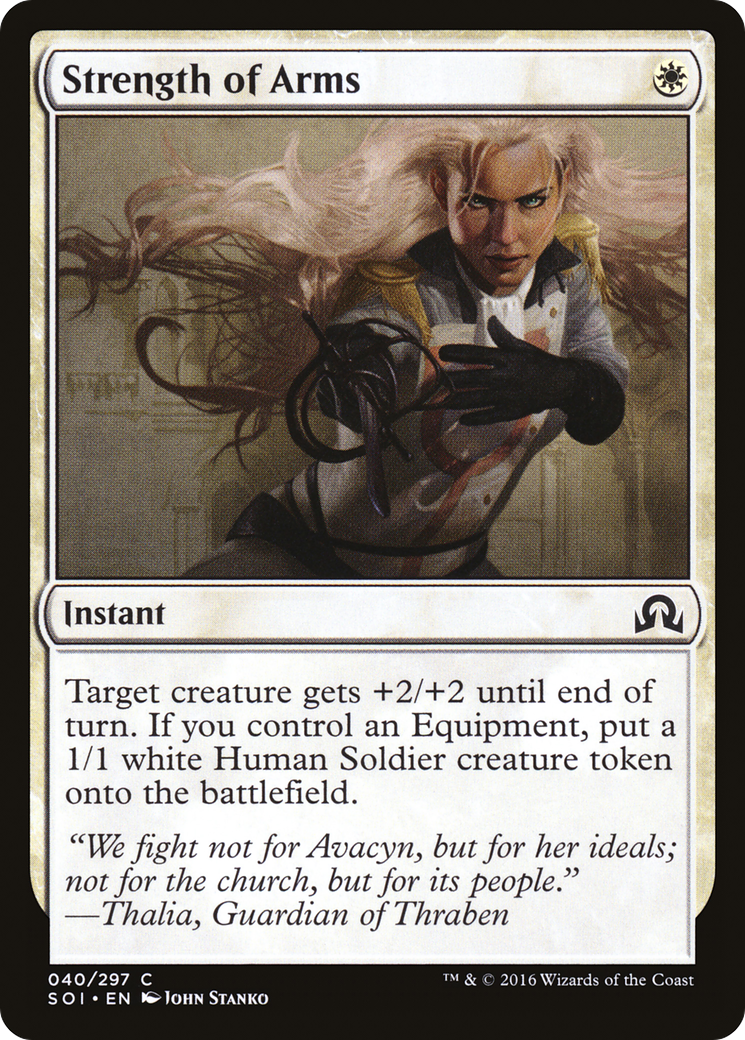 Strength of Arms
Instant
Target creature gets +2/+2 until end of
turn. If you control an Equipment, put a
1/1 white Human Soldier creature token
onto the battlefield.
“We fight not for Avacyn, but for her ideals;
not for the church, but for its people.”
—Thalia, Guardian of Thraben
040/297 C
SOI • EN John Stanko
™ & © 2016 Wizards of the Coast